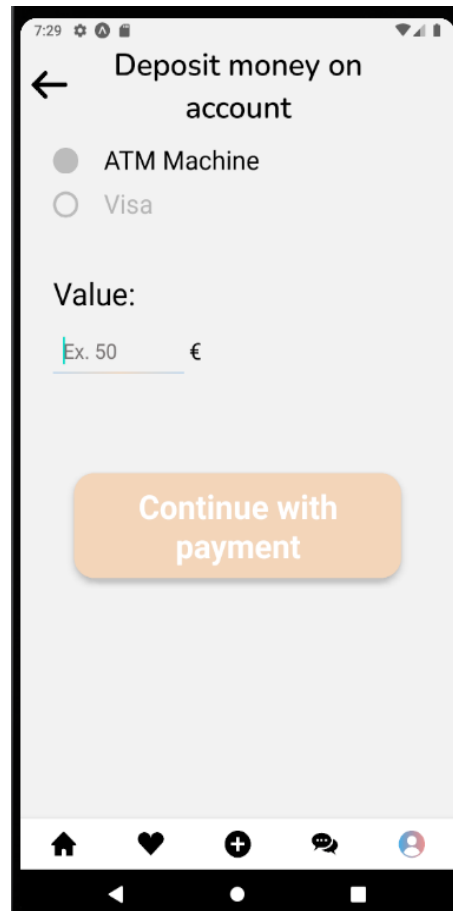 7:29
Deposit money on
account
ATM Machine
Visa
Value:
Ex. 50 €
Continue with
payment